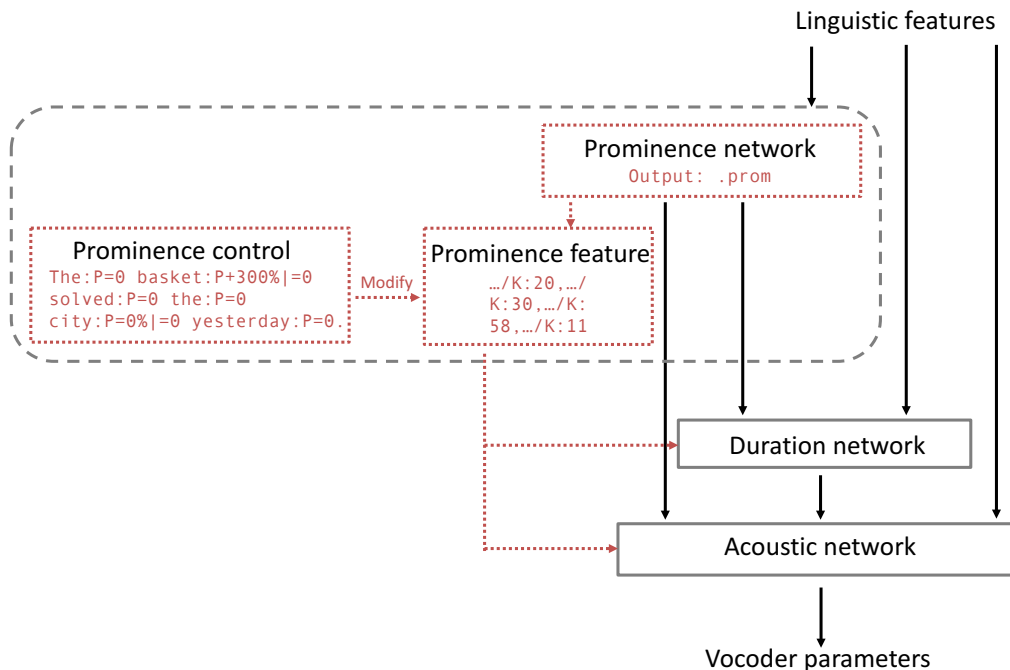 Linguistic features
Prominence network
Output: .prom
Prominence control
The:P=0 basket:P+300%|=0
solved:P=0 the:P=0
city:P=0%|=0 yesterday:P=0.
Modify
Prominence feature
…/K:20,…/
K:30,…/K:
58,…/K:11
Duration network
Acoustic network
Vocoder parameters